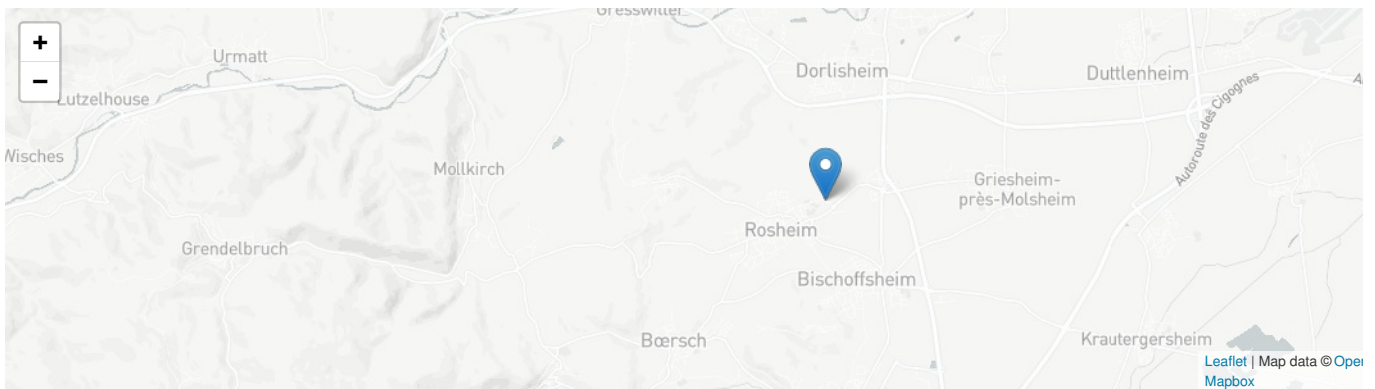 Gresswiller
+
−
Urmatt
Dorlisheim
Duttlenheim
Lutzelhouse
Autoroute des Cigognes
Wisches
Mollkirch
Griesheim-
près-Molsheim
Rosheim
Grendelbruch
Bischoffsheim
Bœrsch
Krautergersheim
Leaflet | Map data © Ope
Mapbox